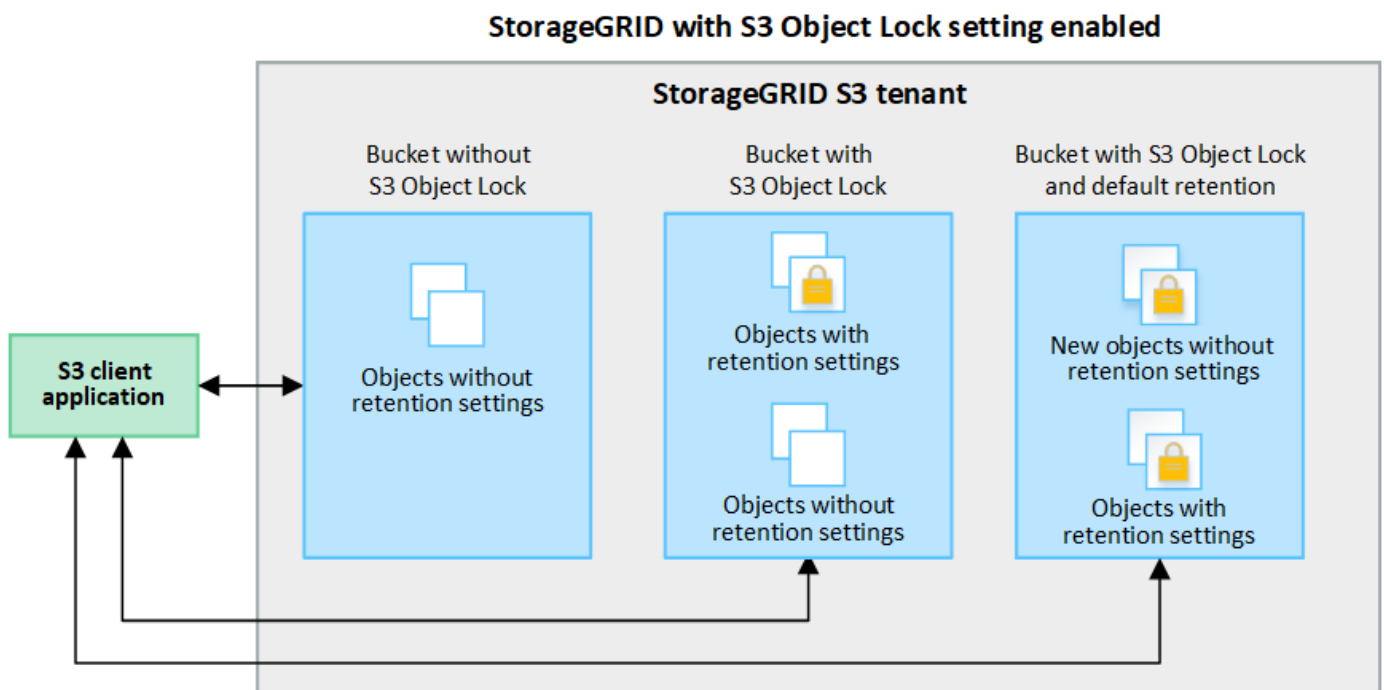 StorageGRID with S3 Object Lock setting enabled
StorageGRID S3 tenant
Bucket without
S3 Object Lock
Bucket with
S3 Object Lock
Bucket with S3 Object Lock
and default retention
S3 client
application
Objects without
retention settings
Objects with
retention settings
Objects without
retention settings
New objects without
retention settings
Objects with
retention settings